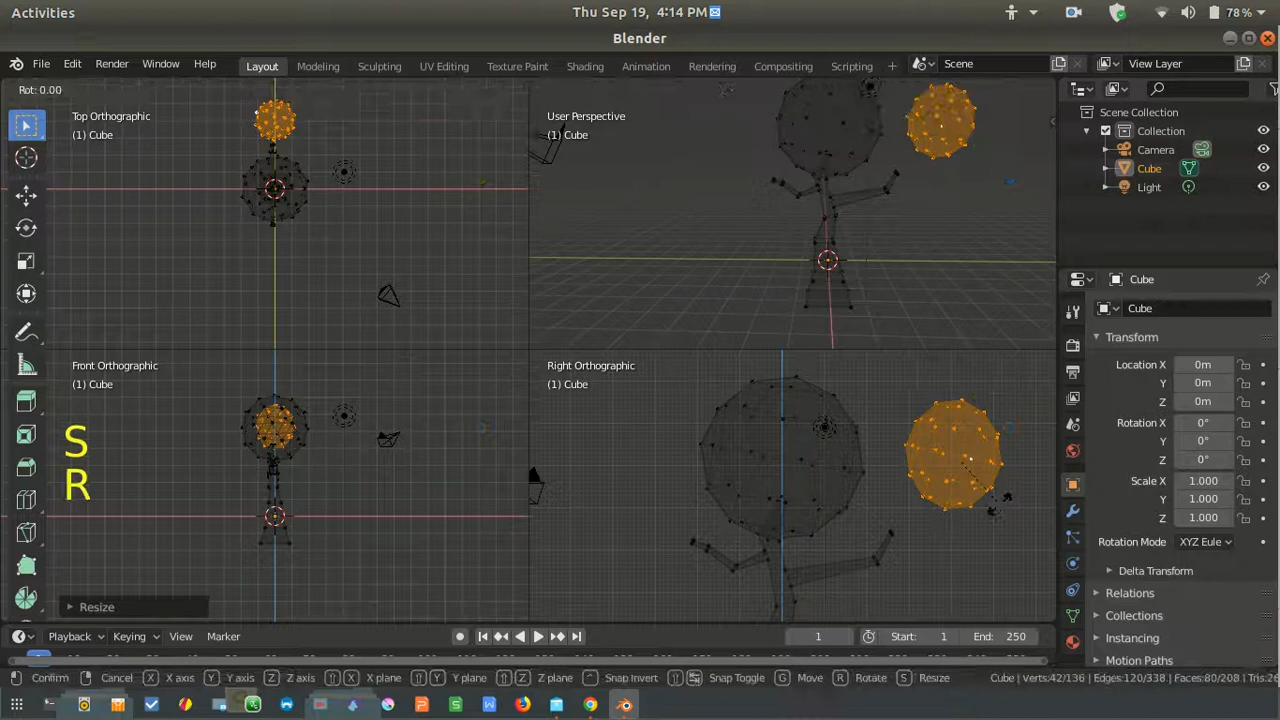 Activities
Thu Sep 19, 4:14 PM
78%
Blender
File Edit Render Window Help
Layout Modeling Sculpting UV Editing Texture Paint Shading Animation Rendering Compositing Scripting
Scene
View Layer
Rot: 0.00
Top Orthographic
(1) Cube
User Perspective
(1) Cube
Front Orthographic
(1) Cube
Right Orthographic
(1) Cube
S
R
Resize
Scene Collection
Collection
Camera
Cube
Light
Cube
Cube
Transform
Location X 0m
Y 0m
Z 0m
Rotation X 0°
Y 0°
Z 0°
Scale X 1.000
Y 1.000
Z 1.000
Rotation Mode XYZ Eule
Delta Transform
Relations
Collections
Instancing
Motion Paths
Playback Keying View Marker
1
Start: 1
End: 250
Confirm Cancel X X axis Y Y axis Z Z axis X X plane Y Y plane Z Z plane Snap Invert Snap Toggle G Move R Rotate S Resize
Cube | Verts:42/136 | Edges:120/338 | Faces:80/208 | Tris:26